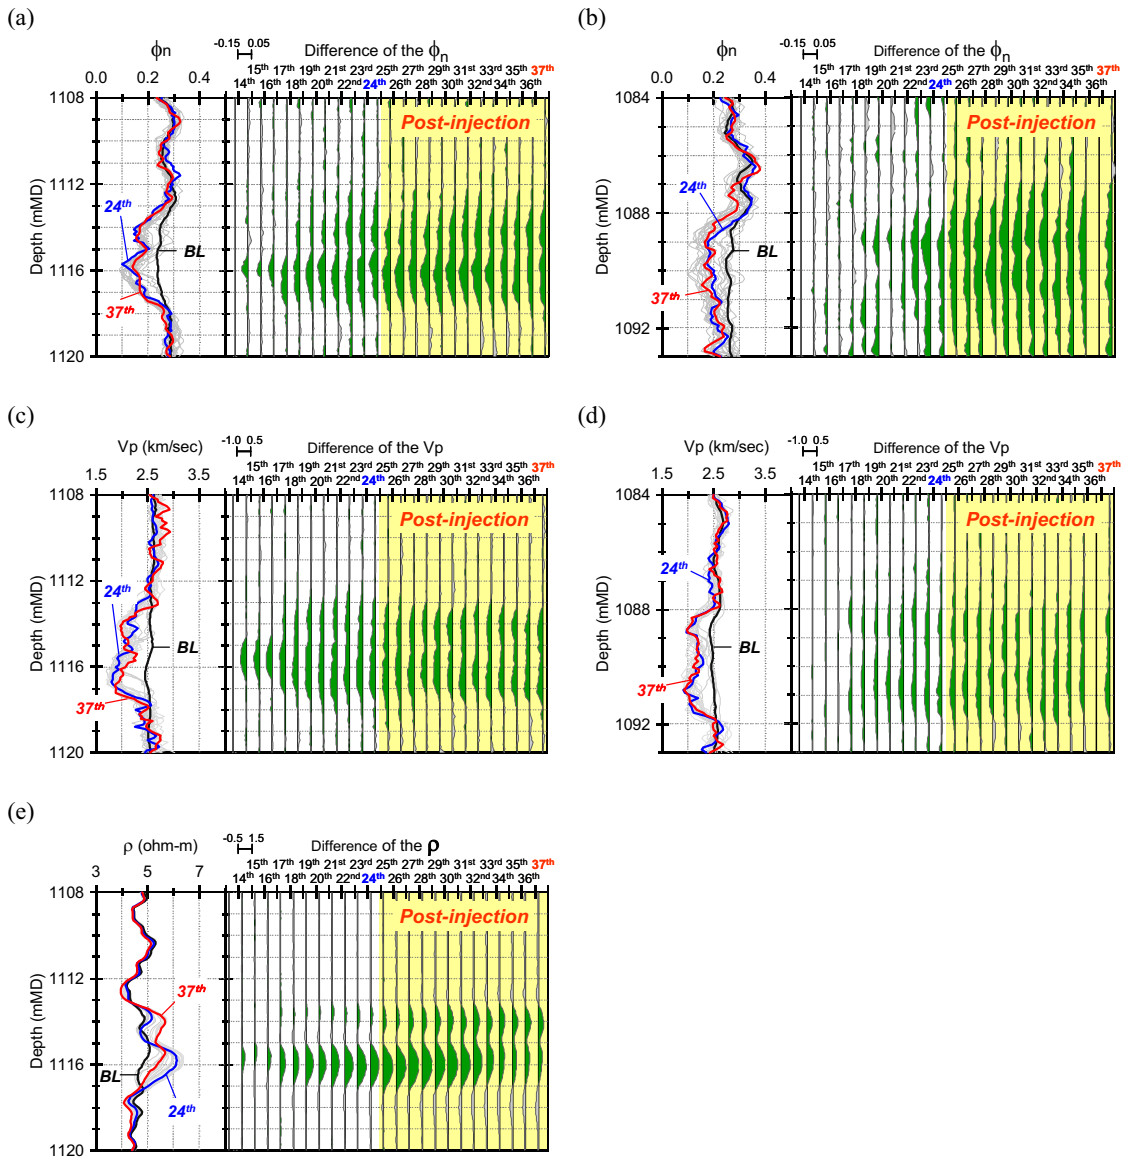 (a)
ϕn
-0.15 0.05
Difference of the ϕn
0.0 0.2 0.4
15th 17th 19th 21st 23rd 25th 27th 29th 31st 33rd 35th 37th
14th 16th 18th 20th 22nd 24th 26th 28th 30th 32nd 34th 36th
Post-injection
Depth (mMD)
1108
1112
1116
1120
24th
BL
37th
(b)
ϕn
-0.15 0.05
Difference of the ϕn
0.0 0.2 0.4
15th 17th 19th 21st 23rd 25th 27th 29th 31st 33rd 35th 37th
14th 16th 18th 20th 22nd 24th 26th 28th 30th 32nd 34th 36th
Post-injection
Depth (mMD)
1084
1088
1092
24th
BL
37th
(c)
Vp (km/sec)
-1.0 0.5
Difference of the Vp
1.5 2.5 3.5
15th 17th 19th 21st 23rd 25th 27th 29th 31st 33rd 35th 37th
14th 16th 18th 20th 22nd 24th 26th 28th 30th 32nd 34th 36th
Post-injection
Depth (mMD)
1108
1112
1116
1120
24th
BL
37th
(d)
Vp (km/sec)
-1.0 0.5
Difference of the Vp
1.5 2.5 3.5
15th 17th 19th 21st 23rd 25th 27th 29th 31st 33rd 35th 37th
14th 16th 18th 20th 22nd 24th 26th 28th 30th 32nd 34th 36th
Post-injection
Depth (mMD)
1084
1088
1092
24th
BL
37th
(e)
ρ (ohm-m)
-0.5 1.5
Difference of the ρ
3 5 7
15th 17th 19th 21st 23rd 25th 27th 29th 31st 33rd 35th 37th
14th 16th 18th 20th 22nd 24th 26th 28th 30th 32nd 34th 36th
Post-injection
Depth (mMD)
1108
1112
1116
1120
37th
BL
24th